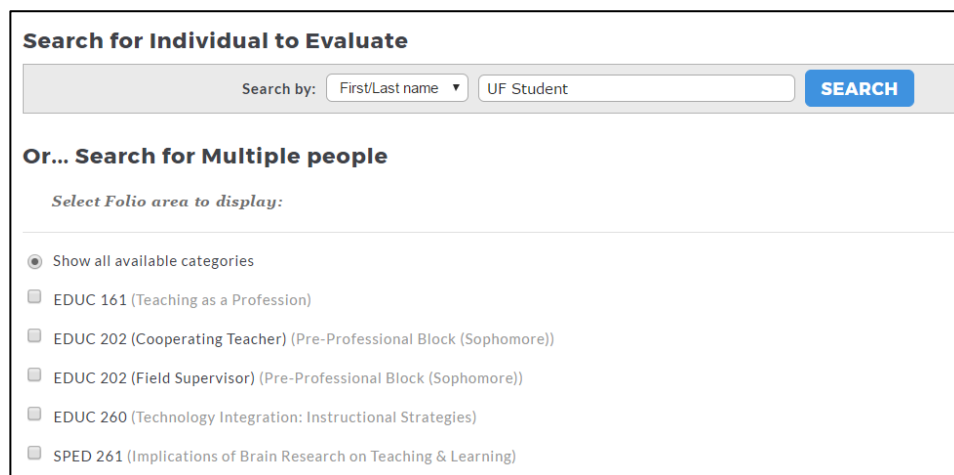 Search for Individual to Evaluate
Search by: First/Last name UF Student SEARCH
Or... Search for Multiple people
Select Folio area to display:
Show all available categories
EDUC 161 (Teaching as a Profession)
EDUC 202 (Cooperating Teacher) (Pre-Professional Block (Sophomore))
EDUC 202 (Field Supervisor) (Pre-Professional Block (Sophomore))
EDUC 260 (Technology Integration: Instructional Strategies)
SPED 261 (Implications of Brain Research on Teaching & Learning)